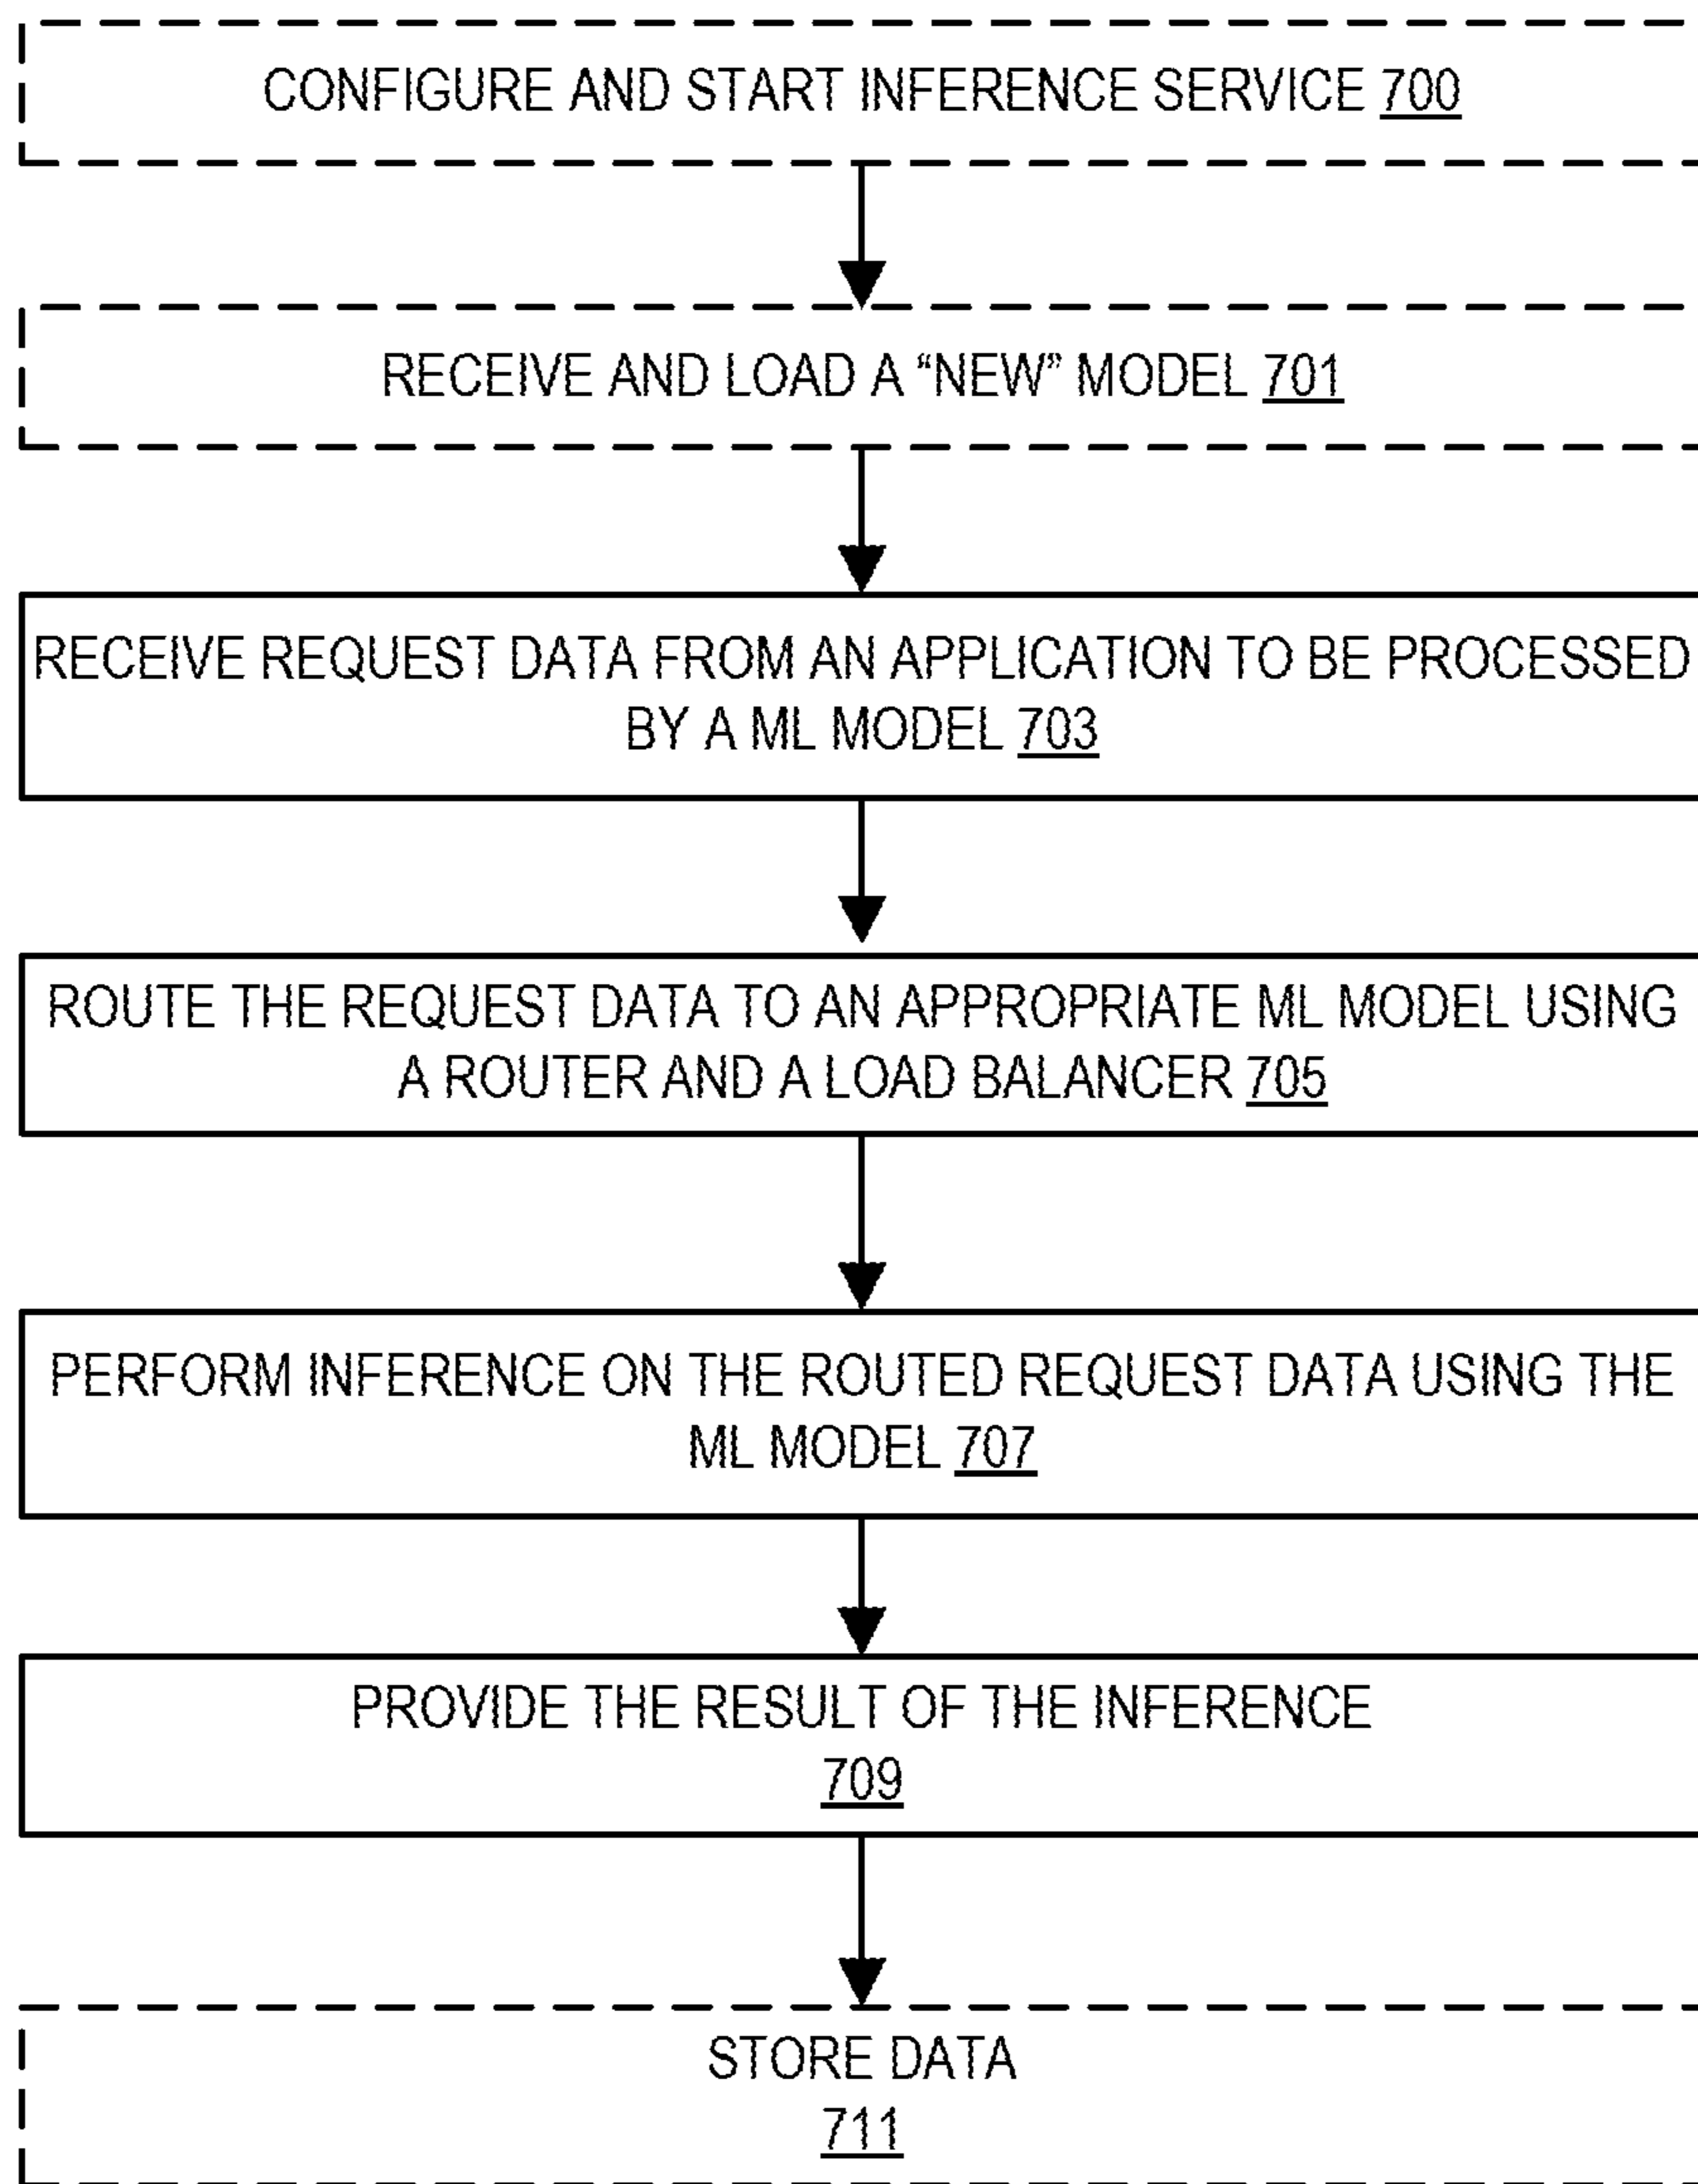 CONFIGURE AND START INFERENCE SERVICE 700
RECEIVE AND LOAD A “NEW” MODEL 701
RECEIVE REQUEST DATA FROM AN APPLICATION TO BE PROCESSED
BY A ML MODEL 703
ROUTE THE REQUEST DATA TO AN APPROPRIATE ML MODEL USING
A ROUTER AND A LOAD BALANCER 705
PERFORM INFERENCE ON THE ROUTED REQUEST DATA USING THE
ML MODEL 707
PROVIDE THE RESULT OF THE INFERENCE
709
STORE DATA
711